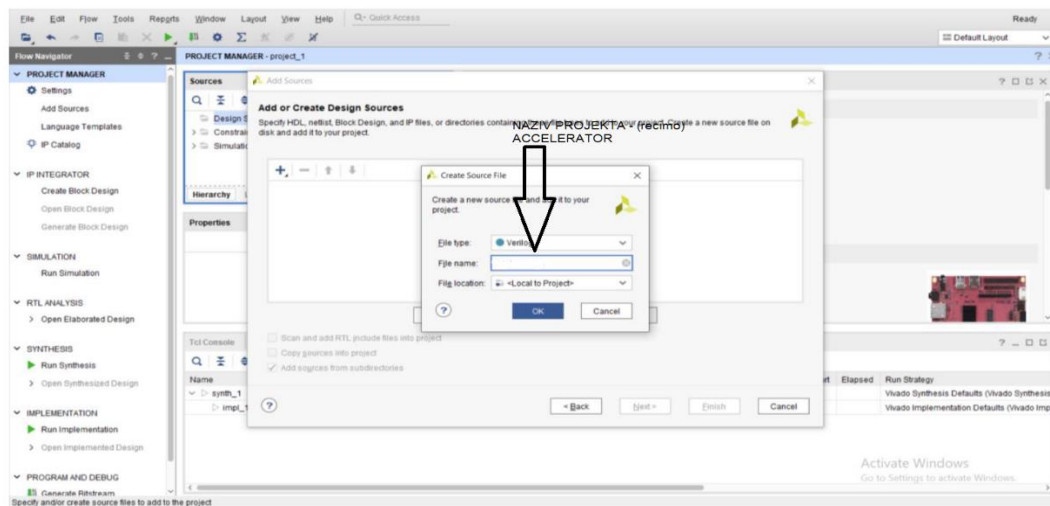 File Edit Flow Tools Reports Window Layout View Help Quick Access Ready
Default Layout
Flow Navigator
PROJECT MANAGER - project_1
PROJECT MANAGER
Settings
Add Sources
Language Templates
IP Catalog
IP INTEGRATOR
Create Block Design
Open Block Design
Generate Block Design
SIMULATION
Run Simulation
RTL ANALYSIS
Open Elaborated Design
SYNTHESIS
Run Synthesis
Open Synthesized Design
IMPLEMENTATION
Run Implementation
Open Implemented Design
PROGRAM AND DEBUG
Generate Bitstream
Specify and/or create source files to add to the project
Sources
Design
Hierarchy
Properties
Tcl Console
Name
synth_1
impl_1
Add Sources
Add or Create Design Sources
Specify HDL, netlist, Block Design, and IP files, or directories
Create a new source file on
disk and add it to your project.
NAZIV PROJEKTA - (recimo)
ACCELERATOR
Create Source File
Create a new source file and add it to your
project.
File type: Verilog
File name:
File location: <Local to Project>
? OK Cancel
Scan and add RTL include files into project
Copy sources into project
Add sources from subdirectories
? < Back Next > Finish Cancel
Elapsed Run Strategy
Vivado Synthesis Defaults (Vivado Synthesis
Vivado Implementation Defaults (Vivado Imp
Activate Windows
Go to Settings to activate Windows.